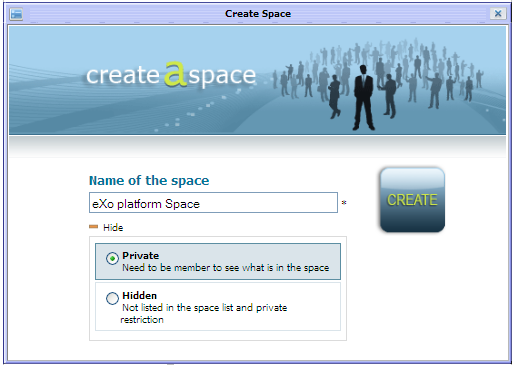 Create Space
create a space
Name of the space
eXo platform Space *
Hide
CREATE
Private
Need to be member to see what is in the space
Hidden
Not listed in the space list and private
restriction